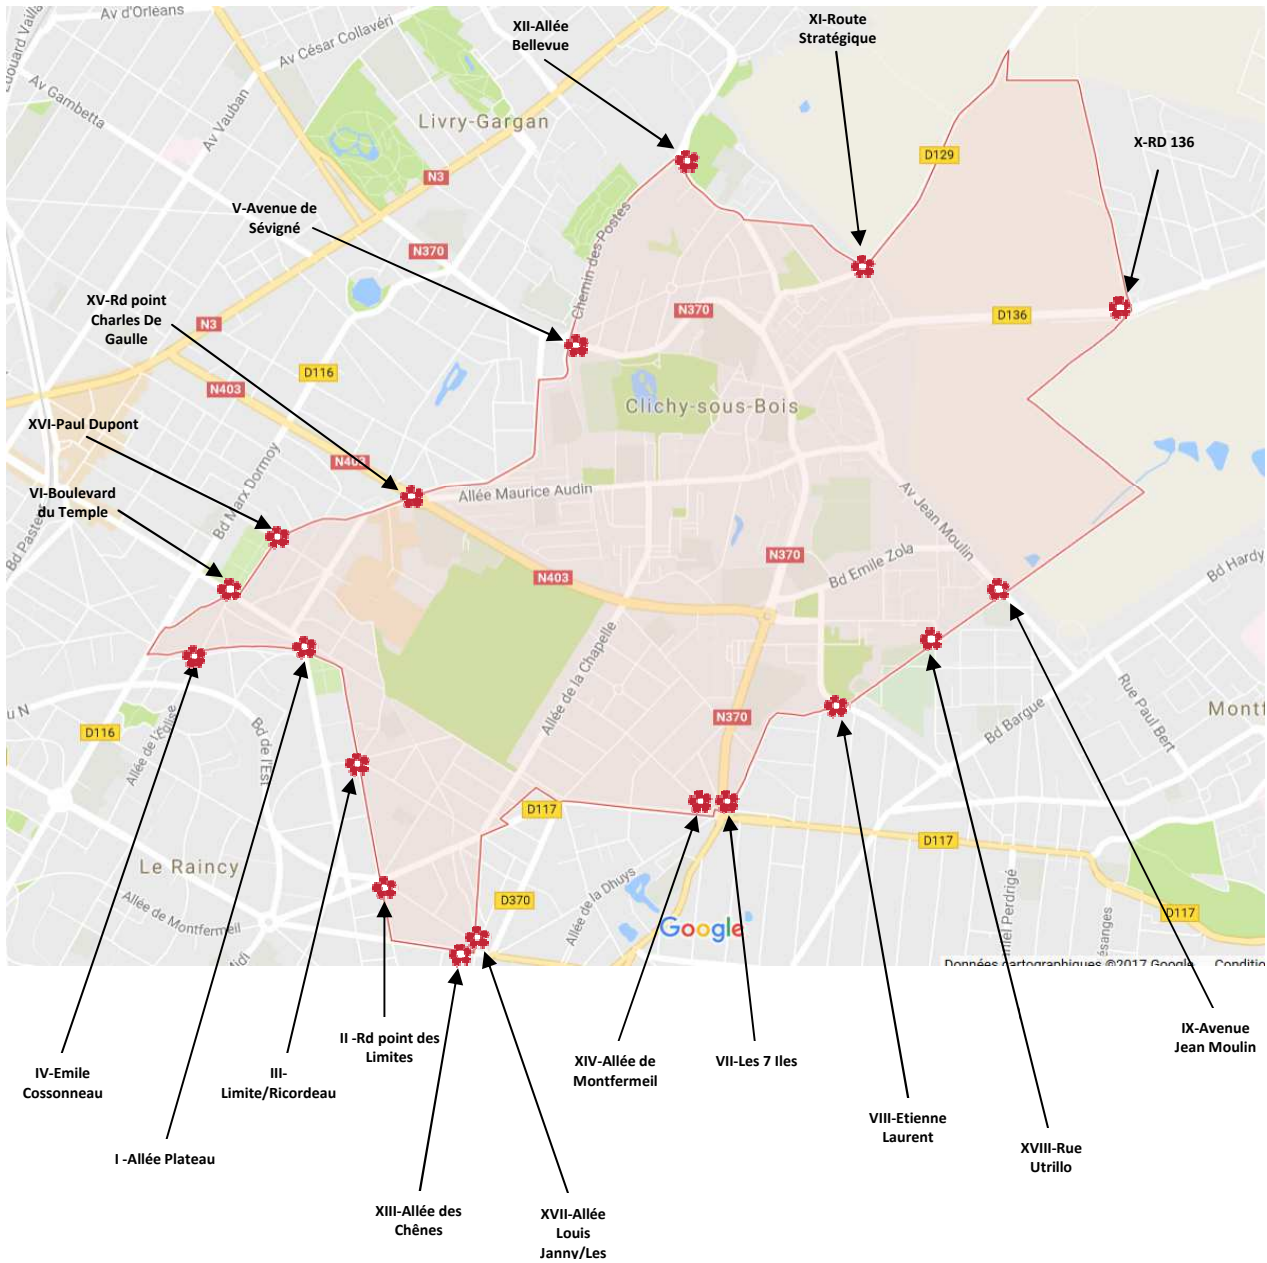 Av d'Orléans
XII-Allée
Bellevue
XI-Route
Stratégique
Av César Collavéri
Av Gambetta
Av Vauban
Livry-Gargan
X-RD 136
D129
N3
V-Avenue de
Sévigné
Chemin des Postes
N370
XV-Rd point
Charles De
Gaulle
N3
N370
D136
D116
N403
Clichy-sous-Bois
XVI-Paul Dupont
Bd Marx Dormoy
N403
VI-Boulevard
du Temple
Allée Maurice Audin
Av Jean Moulin
Bd Pasteur
N370
Bd Emile Zola
N403
Bd Hardy
Allée de la Chapelle
Rue Paul Bert
D116
Allée de l'Église
Bd de l'Est
N370
Bd Bargue
D117
D117
Le Raincy
Allée de Montfermeil
D370
Allée de la Dhuys
D117
Google
Données cartographiques ©2017 Google
II -Rd point des
Limites
IX-Avenue
Jean Moulin
IV-Emile
Cossonneau
III-
Limite/Ricordeau
XIV-Allée de
Montfermeil
VII-Les 7 Iles
VIII-Etienne
Laurent
I -Allée Plateau
XVIII-Rue
Utrillo
XIII-Allée des
Chênes
XVII-Allée
Louis
Janny/Les